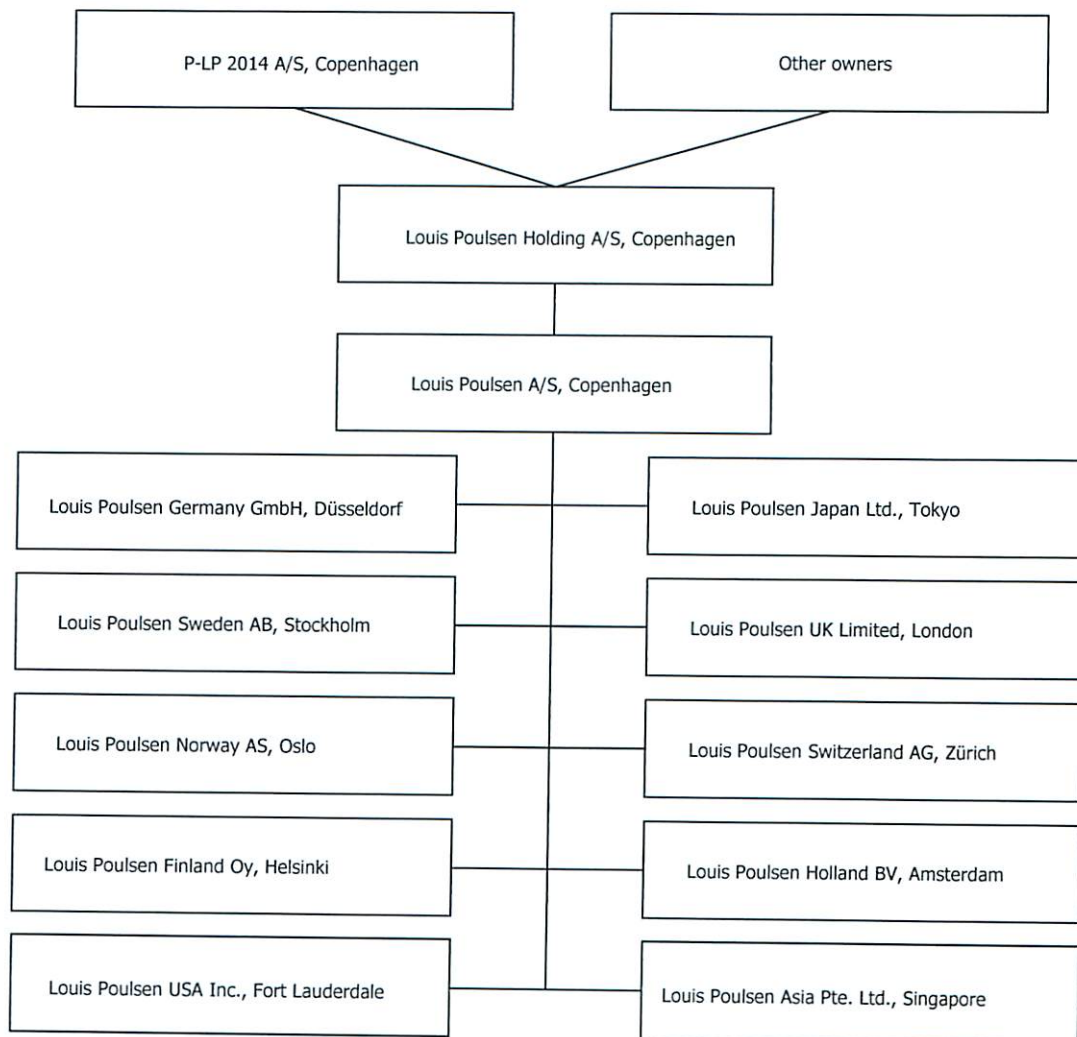 P-LP 2014 A/S, Copenhagen
Other owners
Louis Poulsen Holding A/S, Copenhagen
Louis Poulsen A/S, Copenhagen
Louis Poulsen Germany GmbH, Düsseldorf
Louis Poulsen Japan Ltd., Tokyo
Louis Poulsen Sweden AB, Stockholm
Louis Poulsen UK Limited, London
Louis Poulsen Norway AS, Oslo
Louis Poulsen Switzerland AG, Zürich
Louis Poulsen Finland Oy, Helsinki
Louis Poulsen Holland BV, Amsterdam
Louis Poulsen USA Inc., Fort Lauderdale
Louis Poulsen Asia Pte. Ltd., Singapore